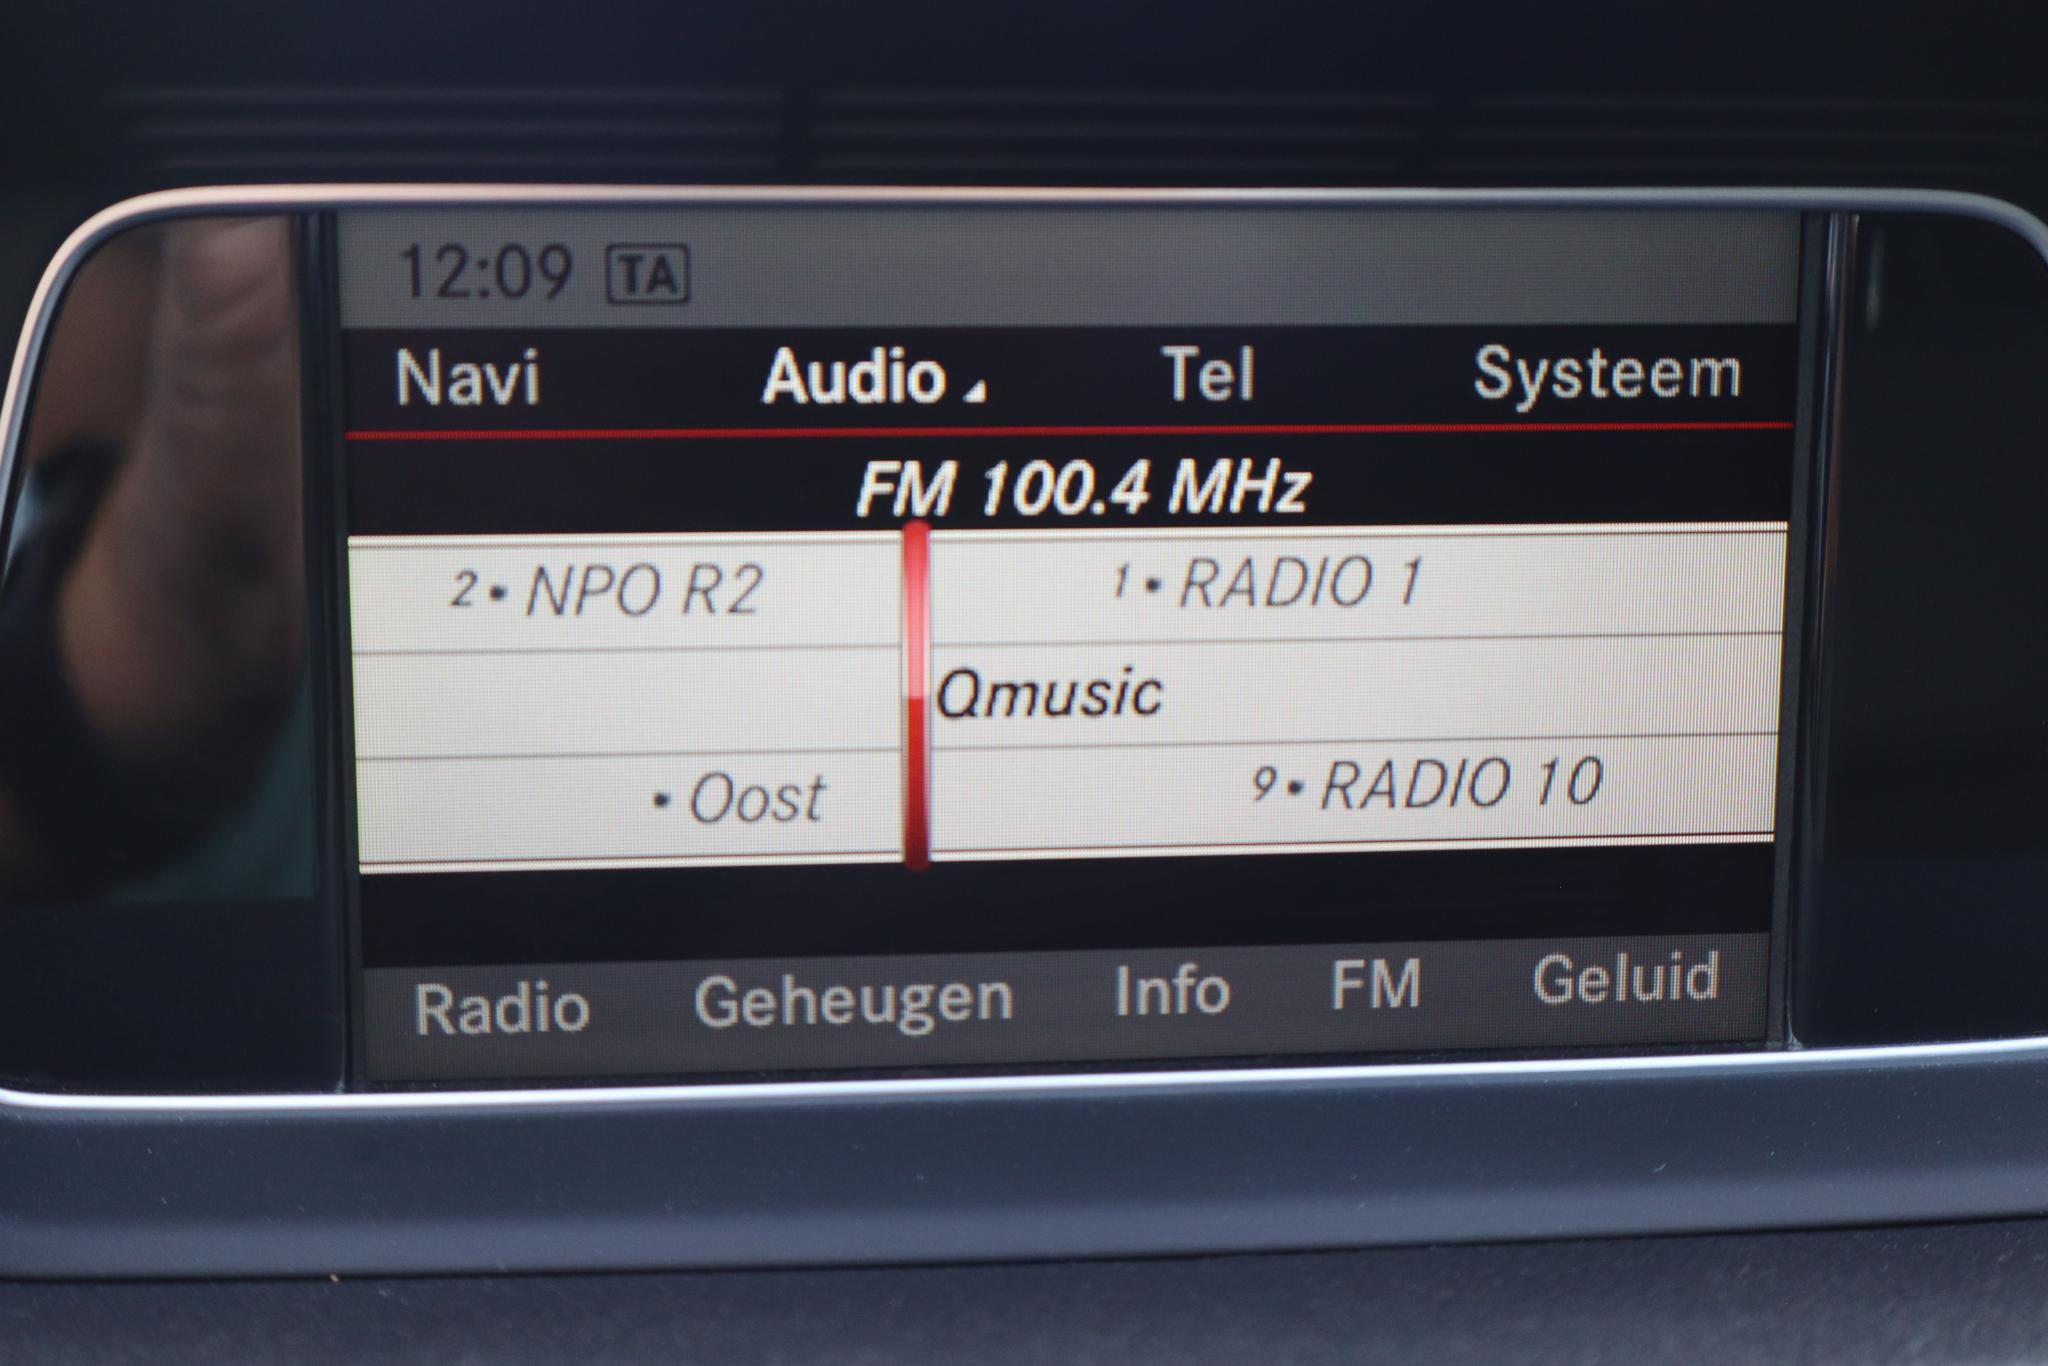 12:09 TA
Navi Audio Tel Systeem
FM 100.4 MHz
2• NPO R2 1• RADIO 1
Qmusic
• Oost 9• RADIO 10
Radio Geheugen Info FM Geluid